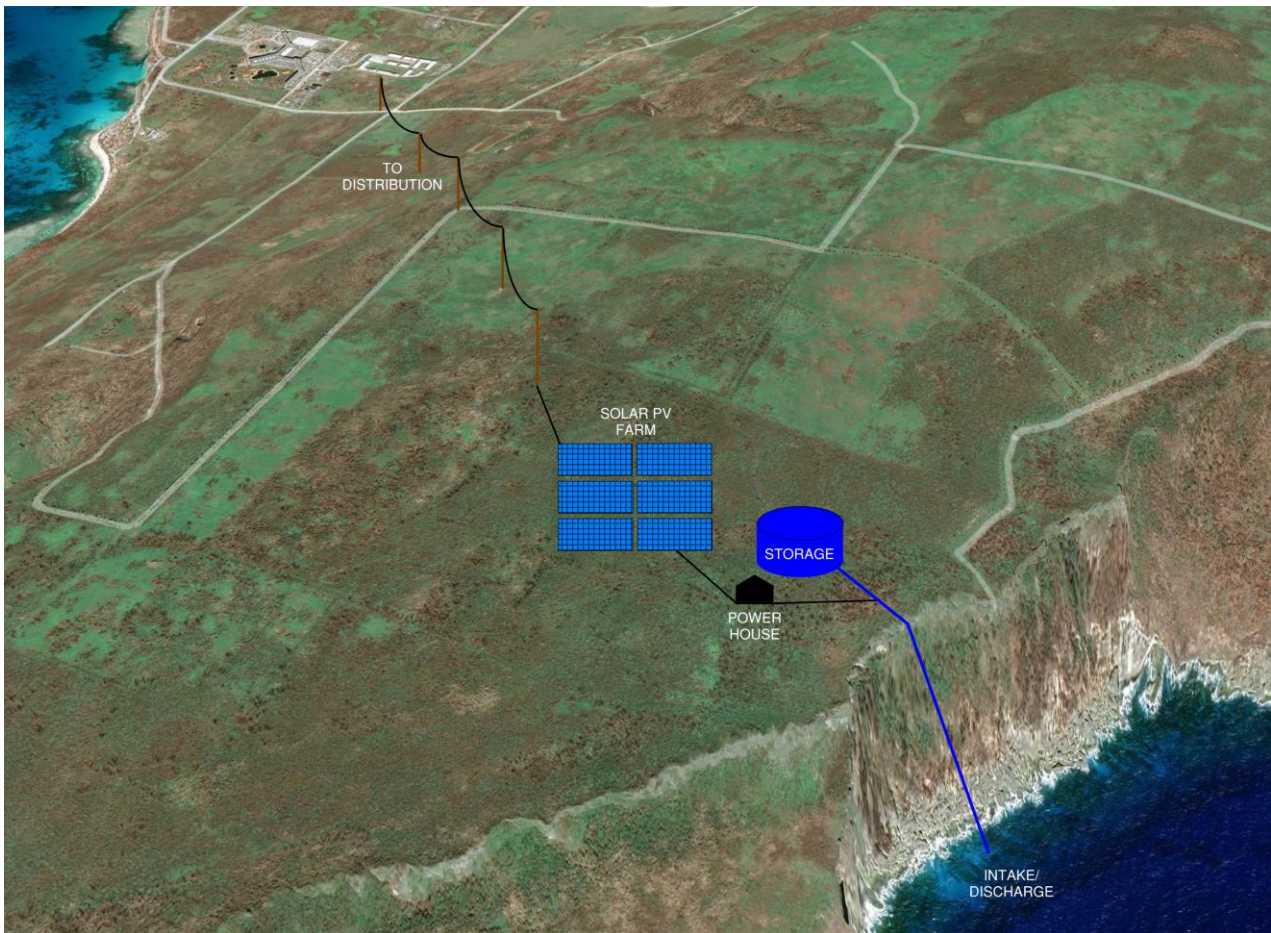 TO
DISTRIBUTION
SOLAR PV
FARM
STORAGE
POWER
HOUSE
INTAKE/
DISCHARGE